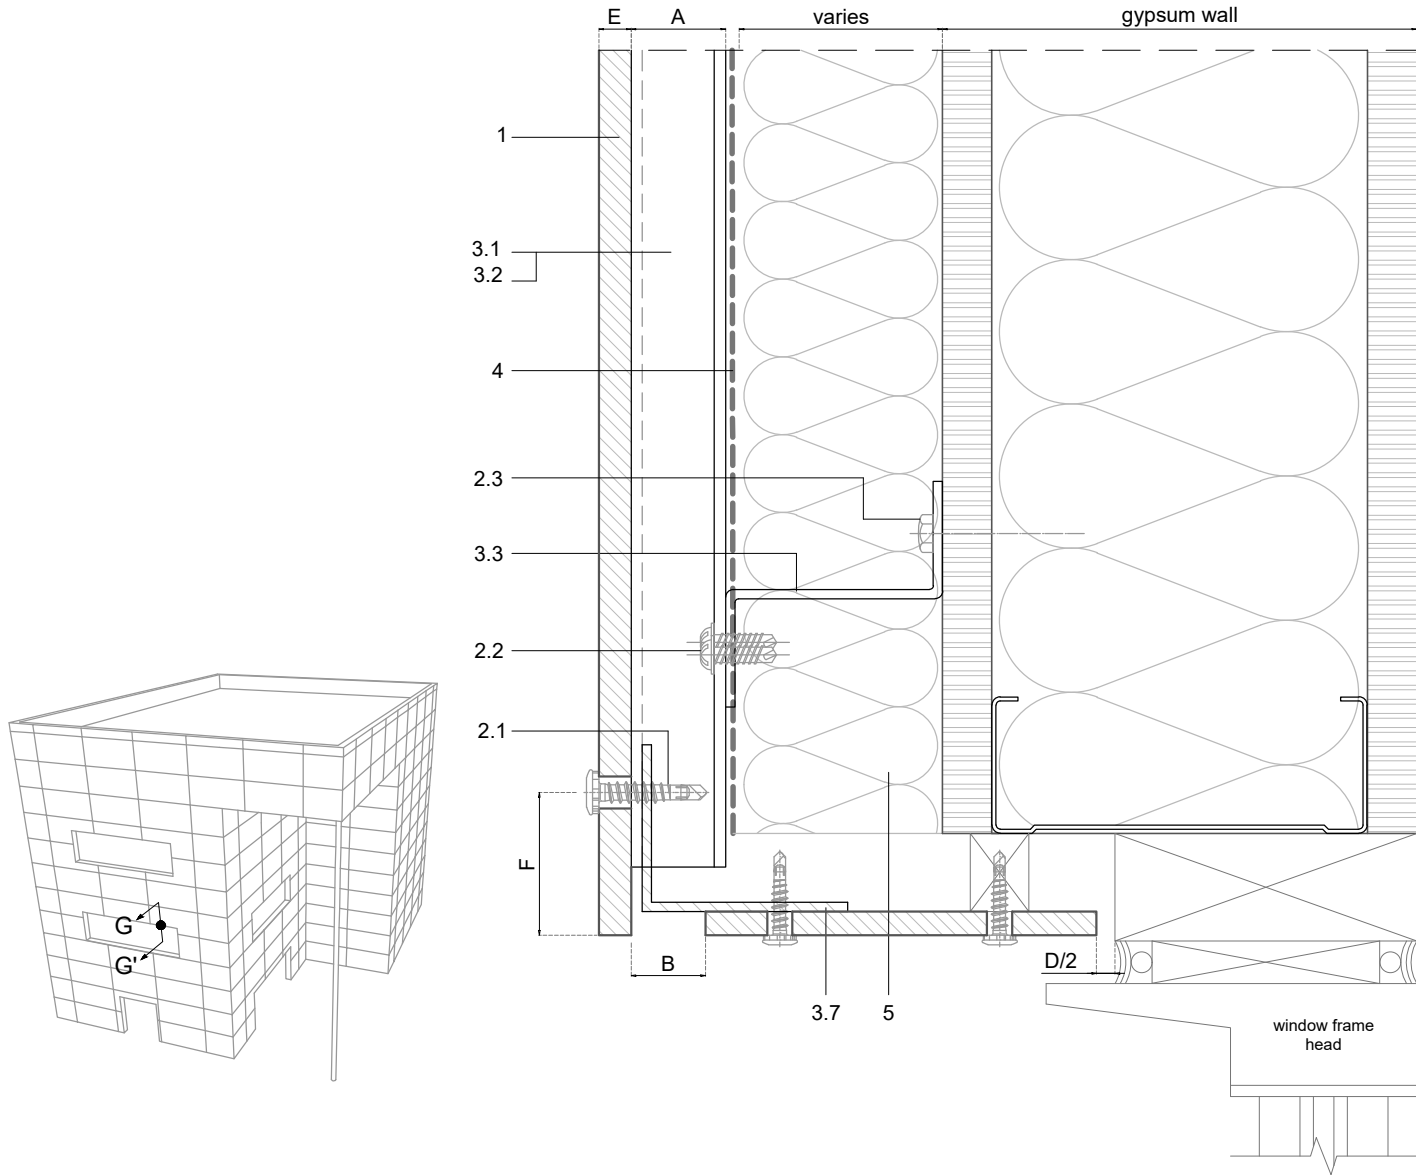 E A varies gypsum wall
1
3.1
3.2
4
2.3
3.3
2.2
2.1
F
G
G'
B
D/2
3.7 5
window frame
head